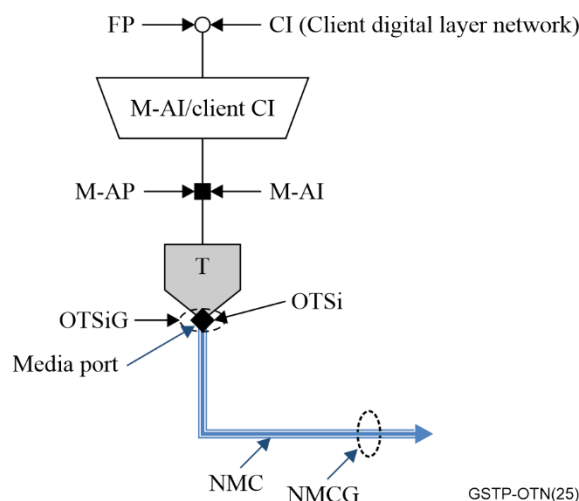 FP
CI (Client digital layer network)
M-AI/client CI
M-AP
M-AI
T
OTSi
OTSiG
Media port
NMC
NMCG
GSTP-OTN(25)